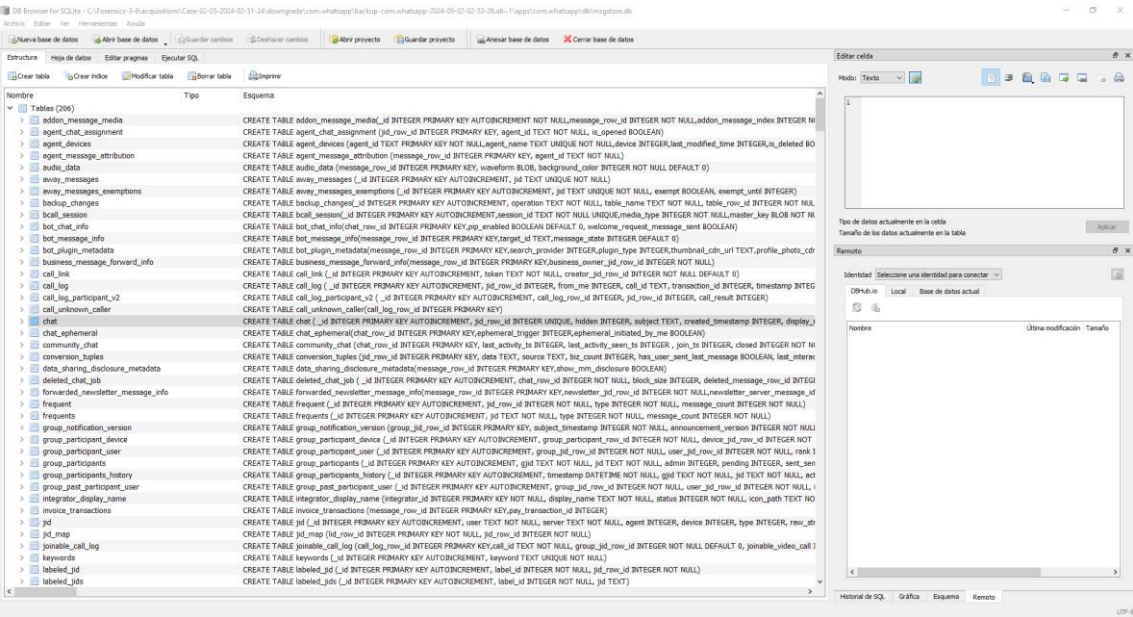 DB Browser for SQLite - C:\Forensics-3-8\acquisitions\Case-02-05-2024-02-51-24\downgrade\com.whatsapp\backup-com.whatsapp-2024-05-02-02-53-26.ab~1\apps\com.whatsapp\db\msgstore.db
Archivo Editar Ver Herramientas Ayuda
Nueva base de datos Abrir base de datos Guardar cambios Deshacer cambios Abrir proyecto Guardar proyecto Anexar base de datos Cerrar base de datos
Estructura Hoja de datos Editar pragmas Ejecutar SQL
Crear tabla Crear índice Modificar tabla Borrar tabla Imprimir
Nombre Tipo Esquema
Tablas (206)
addon_message_media CREATE TABLE addon_message_media(_id INTEGER PRIMARY KEY AUTOINCREMENT NOT NULL,message_row_id INTEGER NOT NULL,addon_message_index INTEGER N
agent_chat_assignment CREATE TABLE agent_chat_assignment (jid_row_id INTEGER PRIMARY KEY, agent_id TEXT NOT NULL, is_opened BOOLEAN)
agent_devices CREATE TABLE agent_devices (agent_id TEXT PRIMARY KEY NOT NULL,agent_name TEXT UNIQUE NOT NULL,device INTEGER,last_modified_time INTEGER,is_deleted BO
agent_message_attribution CREATE TABLE agent_message_attribution (message_row_id INTEGER PRIMARY KEY, agent_id TEXT NOT NULL)
audio_data CREATE TABLE audio_data (message_row_id INTEGER PRIMARY KEY, waveform BLOB, background_color INTEGER NOT NULL DEFAULT 0)
away_messages CREATE TABLE away_messages (_id INTEGER PRIMARY KEY AUTOINCREMENT, jid TEXT UNIQUE NOT NULL)
away_messages_exemptions CREATE TABLE away_messages_exemptions (_id INTEGER PRIMARY KEY AUTOINCREMENT, jid TEXT UNIQUE NOT NULL, exempt BOOLEAN, exempt_until INTEGER)
backup_changes CREATE TABLE backup_changes(_id INTEGER PRIMARY KEY AUTOINCREMENT, operation TEXT NOT NULL, table_name TEXT NOT NULL, table_row_id INTEGER NOT NUL
bcall_session CREATE TABLE bcall_session(_id INTEGER PRIMARY KEY AUTOINCREMENT,session_id TEXT NOT NULL UNIQUE,media_type INTEGER NOT NULL,master_key BLOB NOT N
bot_chat_info CREATE TABLE bot_chat_info(chat_row_id INTEGER PRIMARY KEY,pip_enabled BOOLEAN DEFAULT 0, welcome_request_message_sent BOOLEAN)
bot_message_info CREATE TABLE bot_message_info(message_row_id INTEGER PRIMARY KEY,target_id TEXT,message_state INTEGER DEFAULT 0)
bot_plugin_metadata CREATE TABLE bot_plugin_metadata(message_row_id INTEGER PRIMARY KEY,search_provider INTEGER,plugin_type INTEGER,thumbnail_cdn_url TEXT,profile_photo_cdr
business_message_forward_info CREATE TABLE business_message_forward_info(message_row_id INTEGER PRIMARY KEY,business_owner_jid_row_id INTEGER NOT NULL)
call_link CREATE TABLE call_link (_id INTEGER PRIMARY KEY AUTOINCREMENT, token TEXT NOT NULL, creator_jid_row_id INTEGER NOT NULL DEFAULT 0)
call_log CREATE TABLE call_log (_id INTEGER PRIMARY KEY AUTOINCREMENT, jid_row_id INTEGER, from_me INTEGER, call_id TEXT, transaction_id INTEGER, timestamp INTEG
call_log_participant_v2 CREATE TABLE call_log_participant_v2 (_id INTEGER PRIMARY KEY AUTOINCREMENT, call_log_row_id INTEGER, jid_row_id INTEGER, call_result INTEGER)
call_unknown_caller CREATE TABLE call_unknown_caller(call_log_row_id INTEGER PRIMARY KEY)
chat CREATE TABLE chat (_id INTEGER PRIMARY KEY AUTOINCREMENT, jid_row_id INTEGER UNIQUE, hidden INTEGER, subject TEXT, created_timestamp INTEGER, display_
chat_ephemeral CREATE TABLE chat_ephemeral(chat_row_id INTEGER PRIMARY KEY,ephemeral_trigger INTEGER,ephemeral_initiated_by_me BOOLEAN)
community_chat CREATE TABLE community_chat (chat_row_id INTEGER PRIMARY KEY, last_activity_ts INTEGER, last_activity_seen_ts INTEGER , join_ts INTEGER, closed INTEGER NOT N
conversion_tuples CREATE TABLE conversion_tuples (jid_row_id INTEGER PRIMARY KEY, data TEXT, source TEXT, biz_count INTEGER, has_user_sent_last_message BOOLEAN, last_interac
data_sharing_disclosure_metadata CREATE TABLE data_sharing_disclosure_metadata(message_row_id INTEGER PRIMARY KEY,show_mm_disclosure BOOLEAN)
deleted_chat_job CREATE TABLE deleted_chat_job (_id INTEGER PRIMARY KEY AUTOINCREMENT, chat_row_id INTEGER NOT NULL, block_size INTEGER, deleted_message_row_id INTEG
forwarded_newsletter_message_info CREATE TABLE forwarded_newsletter_message_info(message_row_id INTEGER PRIMARY KEY,newsletter_jid_row_id INTEGER NOT NULL,newsletter_server_message_id
frequent CREATE TABLE frequent (_id INTEGER PRIMARY KEY AUTOINCREMENT, jid_row_id INTEGER NOT NULL, type INTEGER NOT NULL, message_count INTEGER NOT NULL)
frequents CREATE TABLE frequents (_id INTEGER PRIMARY KEY AUTOINCREMENT, jid TEXT NOT NULL, type INTEGER NOT NULL, message_count INTEGER NOT NULL)
group_notification_version CREATE TABLE group_notification_version (group_jid_row_id INTEGER PRIMARY KEY, subject_timestamp INTEGER NOT NULL, announcement_version INTEGER NOT NUL
group_participant_device CREATE TABLE group_participant_device (_id INTEGER PRIMARY KEY AUTOINCREMENT, group_participant_row_id INTEGER NOT NULL, device_jid_row_id INTEGER NOT
group_participant_user CREATE TABLE group_participant_user (_id INTEGER PRIMARY KEY AUTOINCREMENT, group_jid_row_id INTEGER NOT NULL, user_jid_row_id INTEGER NOT NULL, rank I
group_participants CREATE TABLE group_participants (_id INTEGER PRIMARY KEY AUTOINCREMENT, gjid TEXT NOT NULL, jid TEXT NOT NULL, admin INTEGER, pending INTEGER, sent_sen
group_participants_history CREATE TABLE group_participants_history (_id INTEGER PRIMARY KEY AUTOINCREMENT, timestamp DATETIME NOT NULL, gjid TEXT NOT NULL, jid TEXT NOT NULL, act
group_past_participant_user CREATE TABLE group_past_participant_user (_id INTEGER PRIMARY KEY AUTOINCREMENT, group_jid_row_id INTEGER NOT NULL, user_jid_row_id INTEGER NOT NULL,
integrator_display_name CREATE TABLE integrator_display_name (integrator_id INTEGER PRIMARY KEY NOT NULL, display_name TEXT NOT NULL, status INTEGER NOT NULL, icon_path TEXT NO
invoice_transactions CREATE TABLE invoice_transactions (message_row_id INTEGER PRIMARY KEY,pay_transaction_id INTEGER)
jid CREATE TABLE jid (_id INTEGER PRIMARY KEY AUTOINCREMENT, user TEXT NOT NULL, server TEXT NOT NULL, agent INTEGER, device INTEGER, type INTEGER, raw_str
jid_map CREATE TABLE jid_map (lid_row_id INTEGER PRIMARY KEY NOT NULL, jid_row_id INTEGER NOT NULL)
joinable_call_log CREATE TABLE joinable_call_log (call_log_row_id INTEGER PRIMARY KEY,call_id TEXT NOT NULL, group_jid_row_id INTEGER NOT NULL DEFAULT 0, joinable_video_call I
keywords CREATE TABLE keywords (_id INTEGER PRIMARY KEY AUTOINCREMENT, keyword TEXT UNIQUE NOT NULL)
labeled_jid CREATE TABLE labeled_jid (_id INTEGER PRIMARY KEY AUTOINCREMENT, label_id INTEGER NOT NULL, jid_row_id INTEGER NOT NULL)
labeled_jids CREATE TABLE labeled_jids (_id INTEGER PRIMARY KEY AUTOINCREMENT, label_id INTEGER NOT NULL, jid TEXT)
Editar celda
Modo: Texto
1
Tipo de datos actualmente en la celda
Tamaño de los datos actualmente en la tabla
Aplicar
Remoto
Identidad Seleccione una identidad para conectar
DBHub.io Local Base de datos actual
Nombre Última modificación Tamaño
Historial de SQL Gráfica Esquema Remoto